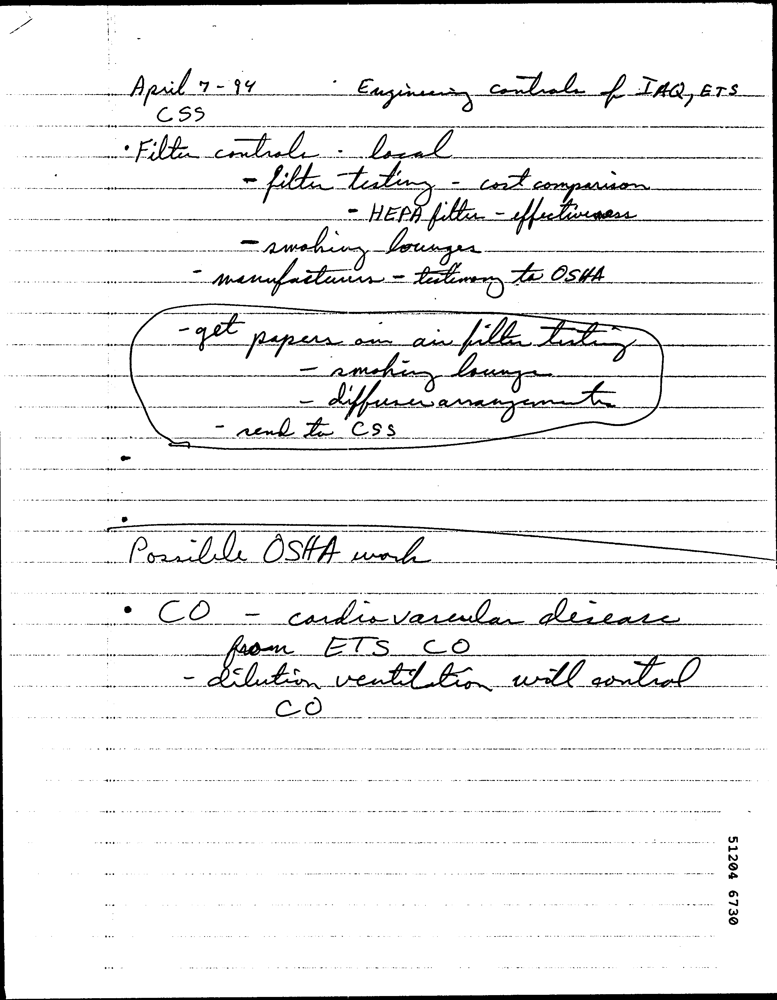 April 7-94 · Engineering controls of IAQ, ETS
CSS
· Filter controls - local
- filter testing - cost comparison
- HEPA filter - effectiveness
- smoking lounges
- manufacturers - testimony to OSHA
- get papers on air filter testing
- smoking lounge
- diffuser arrangements
- send to CSS
Possible OSHA work
· CO - cardiovascular disease
from ETS CO
- dilution ventilation will control
CO
51204 6730